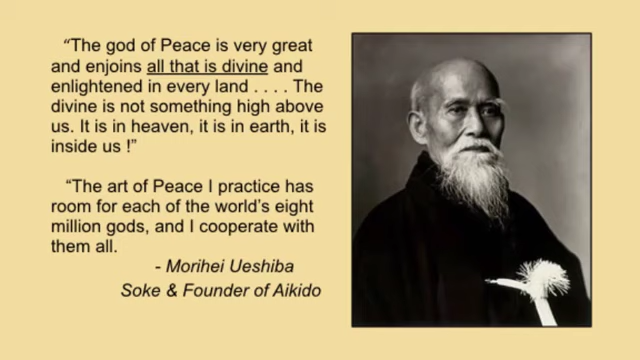 “The god of Peace is very great
and enjoins all that is divine and
enlightened in every land . . . . The
divine is not something high above
us. It is in heaven, it is in earth, it is
inside us !”
“The art of Peace I practice has
room for each of the world’s eight
million gods, and I cooperate with
them all.
- Morihei Ueshiba
Soke & Founder of Aikido